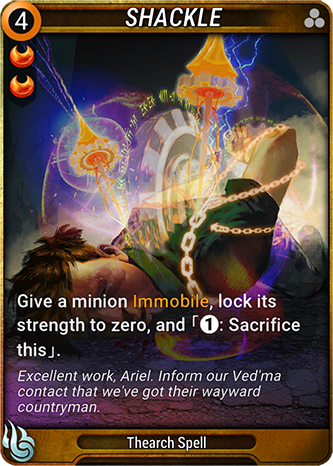 4
SHACKLE
Give a minion Immobile, lock its
strength to zero, and「1: Sacrifice
this」.
Excellent work, Ariel. Inform our Ved'ma
contact that we've got their wayward
countryman.
Thearch Spell